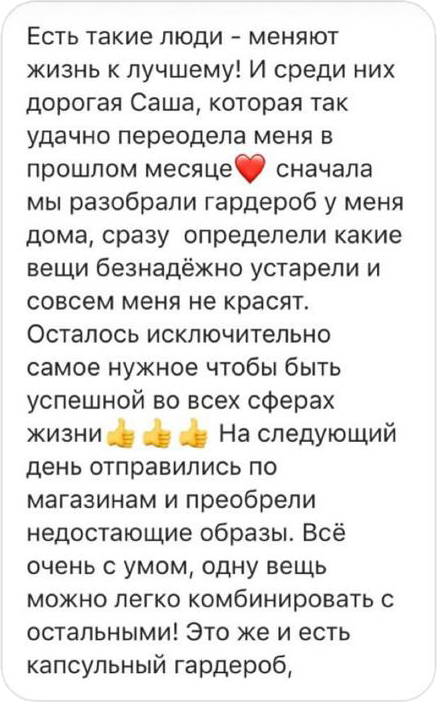 Есть такие люди - меняют
жизнь к лучшему! И среди них
дорогая Саша, которая так
удачно переодела меня в
прошлом месяце❤️ сначала
мы разобрали гардероб у меня
дома, сразу  определели какие
вещи безнадёжно устарели и
совсем меня не красят.
Осталось исключительно
самое нужное чтобы быть
успешной во всех сферах
жизни👍👍👍 На следующий
день отправились по
магазинам и преобрели
недостающие образы. Всё
очень с умом, одну вещь
можно легко комбинировать с
остальными! Это же и есть
капсульный гардероб,